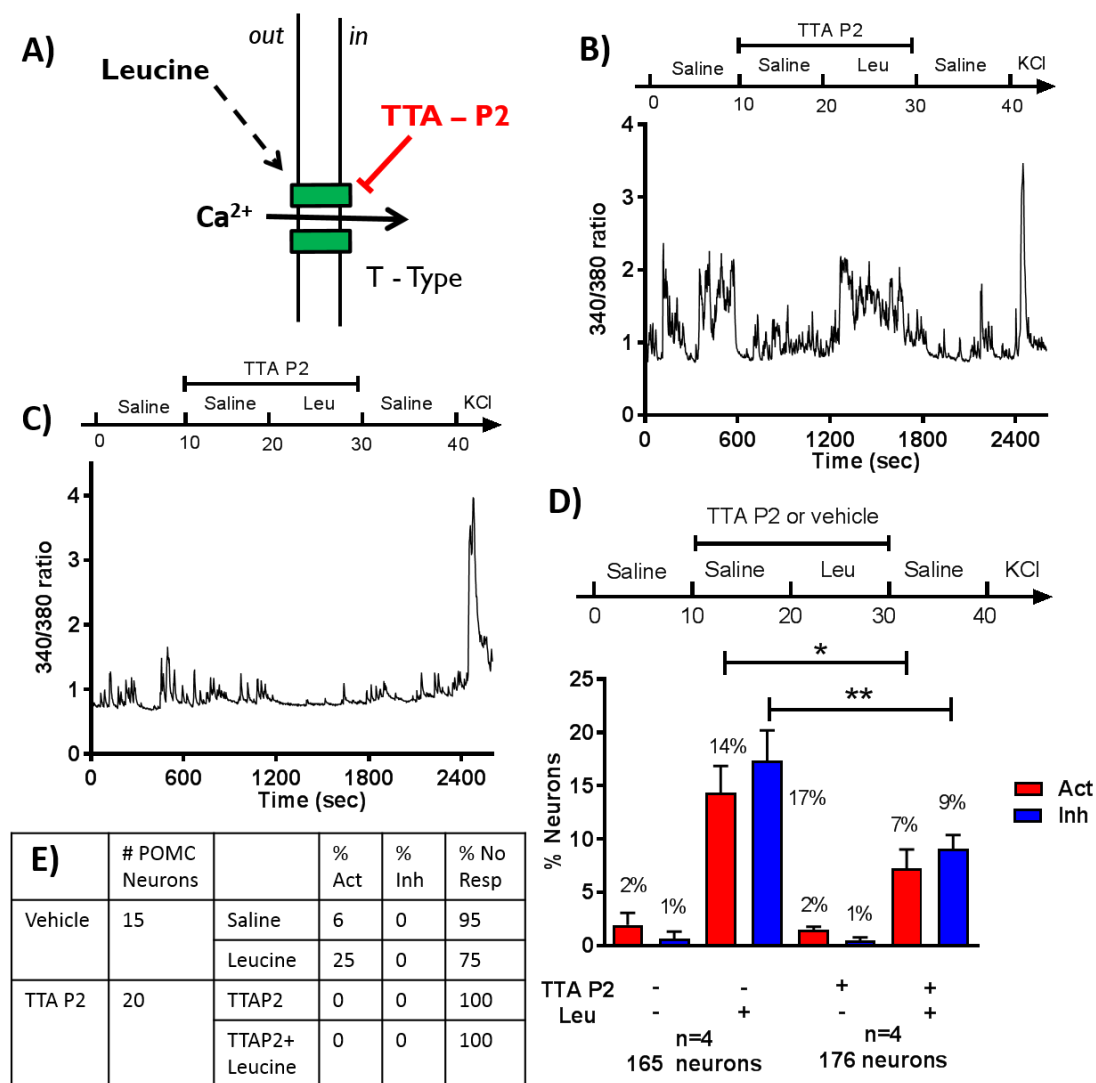 A)
out in
Leucine
TTA – P2
Ca2+
T - Type
B)
TTA P2
Saline Saline Leu Saline KCl
0 10 20 30 40
340/380 ratio
4
3
2
1
0
0 600 1200 1800 2400
Time (sec)
C)
TTA P2
Saline Saline Leu Saline KCl
0 10 20 30 40
340/380 ratio
4
3
2
1
0
0 600 1200 1800 2400
Time (sec)
D)
TTA P2 or vehicle
Saline Saline Leu Saline KCl
0 10 20 30 40
*
**
% Neurons
25
20
15
10
5
0
2% 1% 14% 17% 2% 1% 7% 9%
Act
Inh
TTA P2 - - + +
Leu - + - +
n=4 n=4
165 neurons 176 neurons
E)
# POMC Neurons % Act % Inh % No Resp
Vehicle 15 Saline 6 0 95
Leucine 25 0 75
TTA P2 20 TTAP2 0 0 100
TTAP2+ Leucine 0 0 100